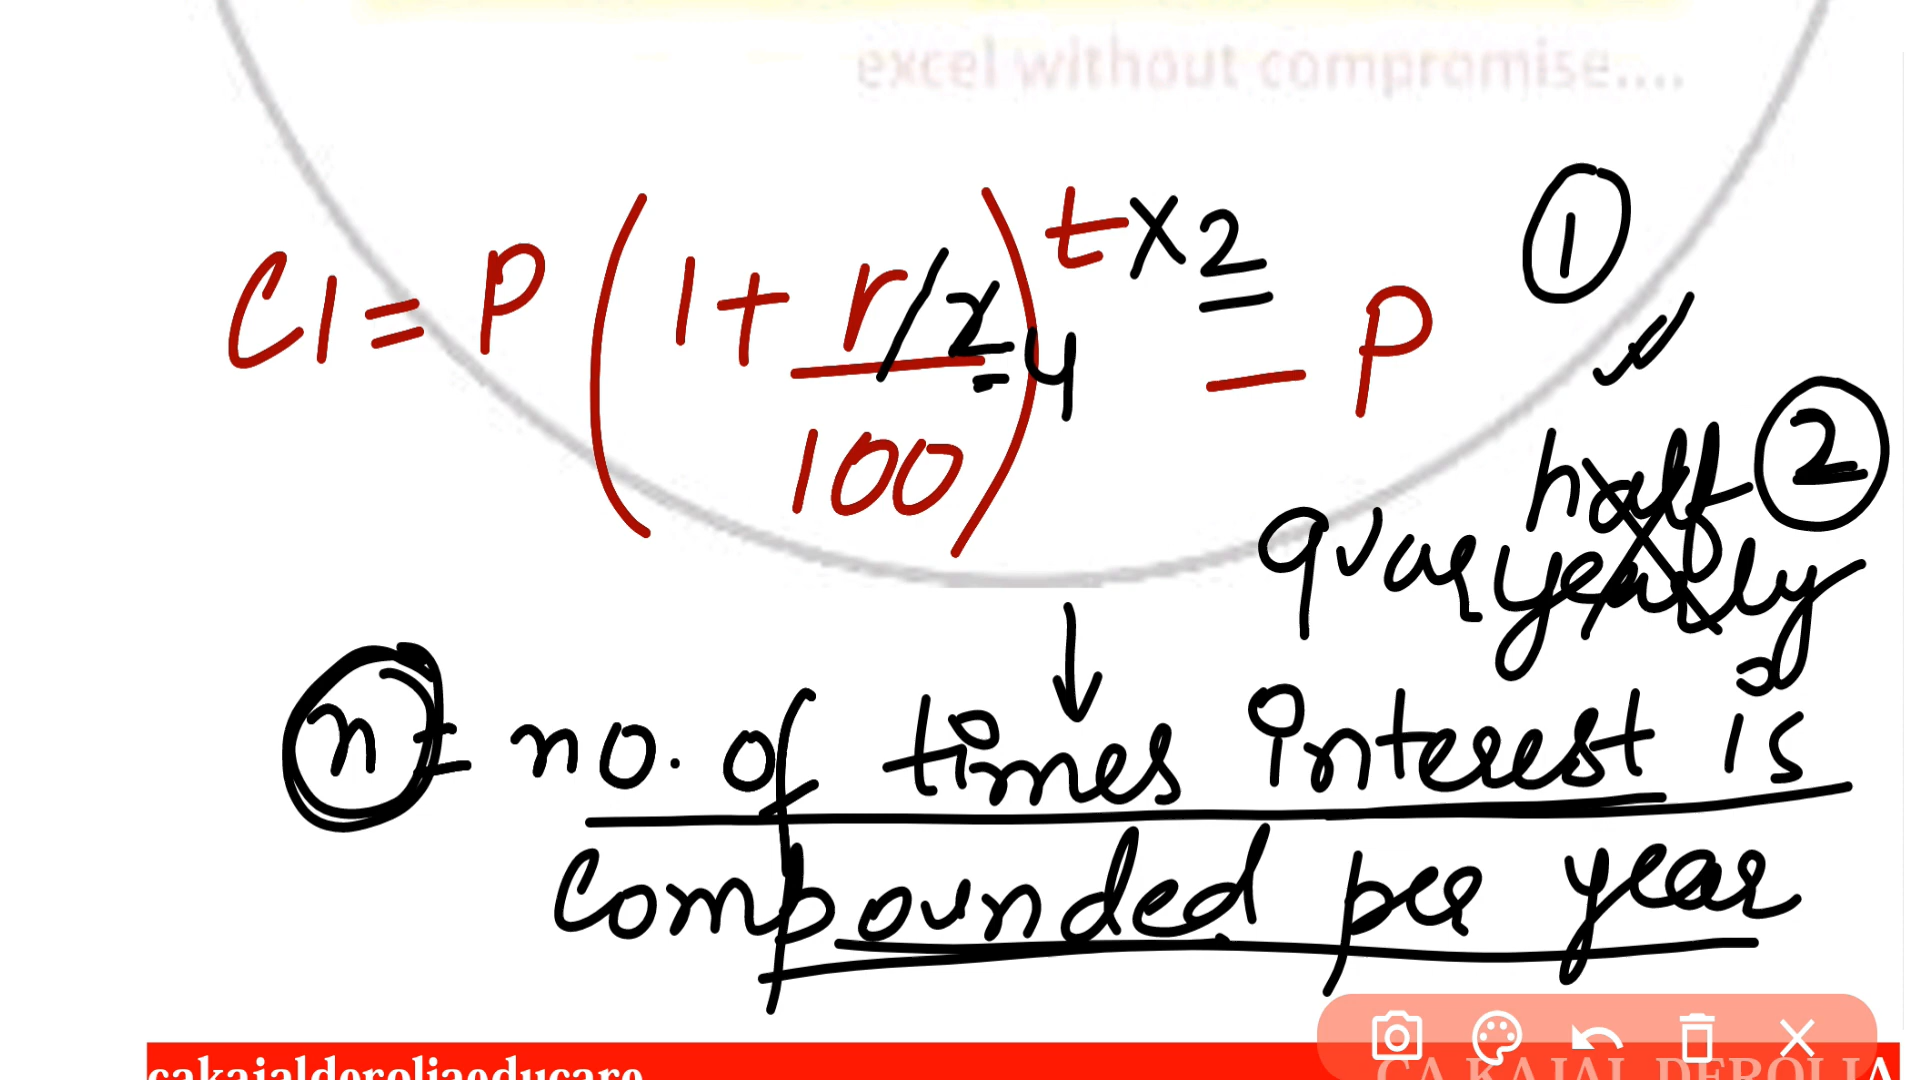 excel without compromise....
CI = P (1 + r/2 4 / 100)^t×2 – P
1
half 2
yearly
n = no. of times interest is
compounded per year
cakajalderoliaeducare
CA KAJAL DEROLIA